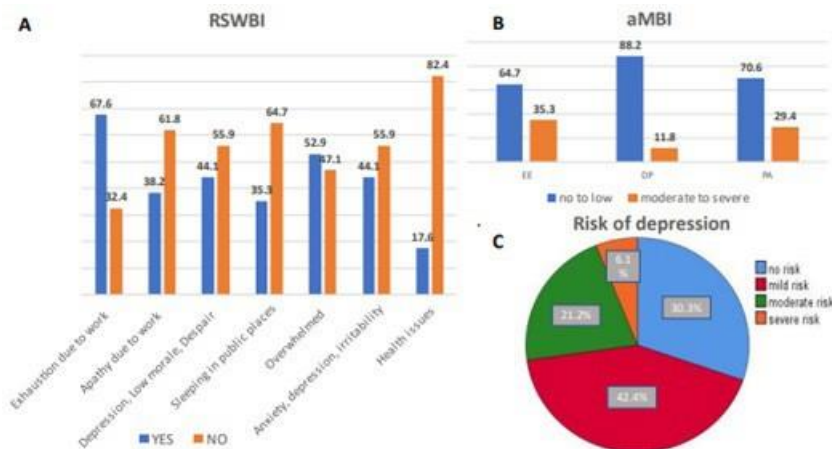 A
RSWBI
67.6
32.4
38.2
61.8
44.1
55.9
35.3
64.7
52.9
47.1
44.1
55.9
17.6
82.4
Exhaustion due to work
Apathy due to work
Depression, Low morale, Despair
Sleeping in public places
Overwhelmed
Anxiety, depression, irritability
Health issues
YES NO
B
aMBI
64.7
35.3
88.2
11.8
70.6
29.4
EE DP PA
no to low moderate to severe
C
Risk of depression
6.1
%
30.3%
21.2%
42.4%
no risk
mild risk
moderate risk
severe risk